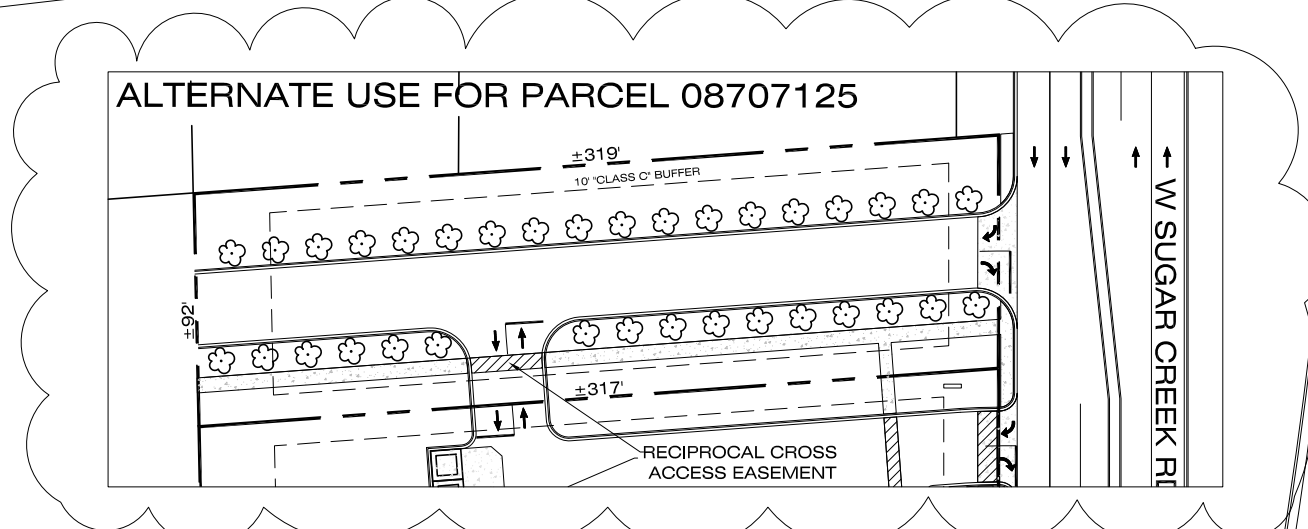 ALTERNATE USE FOR PARCEL 08707125
±319'
10' "CLASS C" BUFFER
±92'
±317'
RECIPROCAL CROSS
ACCESS EASEMENT
W SUGAR CREEK RD